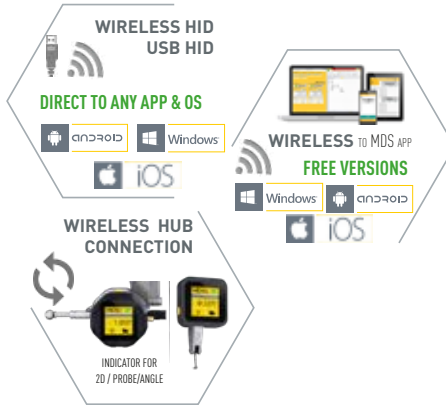 WIRELESS HID
USB HID
DIRECT TO ANY APP & OS
android
Windows
iOS
WIRELESS TO MDS APP
FREE VERSIONS
Windows
android
iOS
WIRELESS HUB
CONNECTION
INDICATOR FOR
2D / PROBE/ANGLE